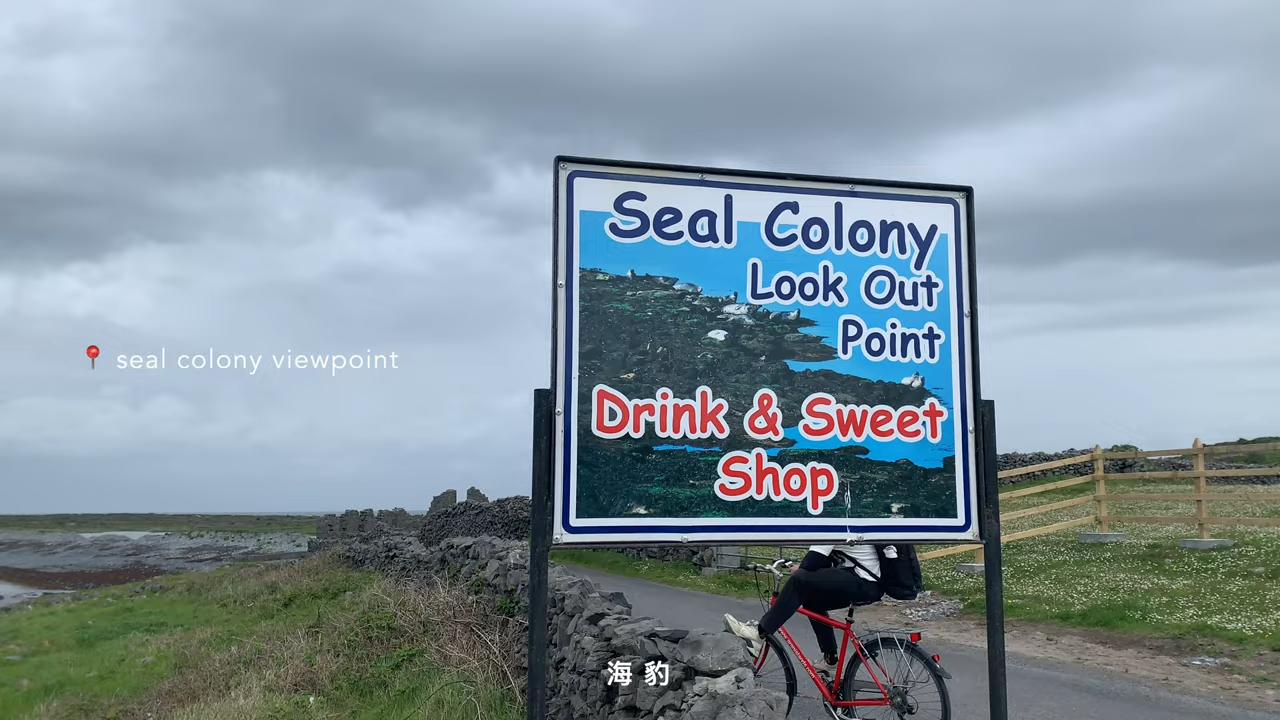 Seal Colony
Look Out
Point
Drink & Sweet
Shop
seal colony viewpoint
海豹